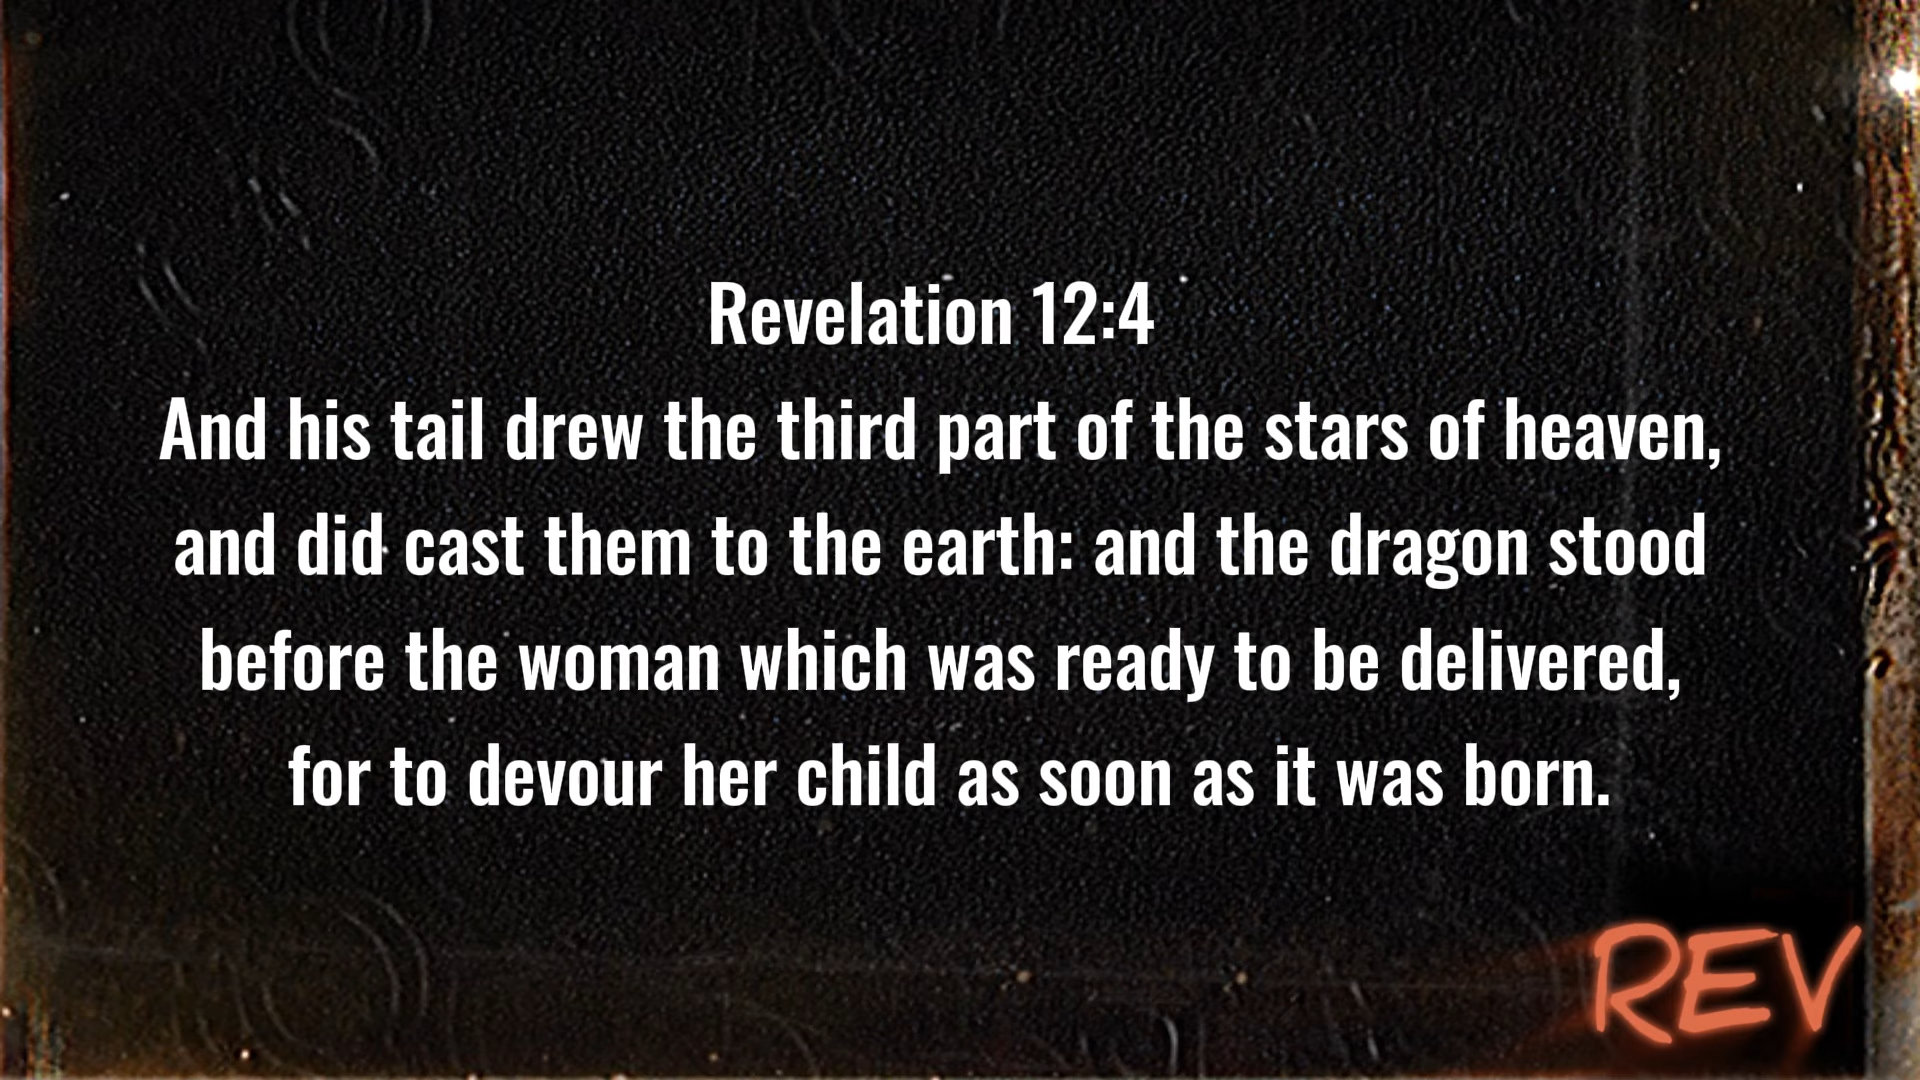 Revelation 12:4
And his tail drew the third part of the stars of heaven,
and did cast them to the earth: and the dragon stood
before the woman which was ready to be delivered,
for to devour her child as soon as it was born.
REV